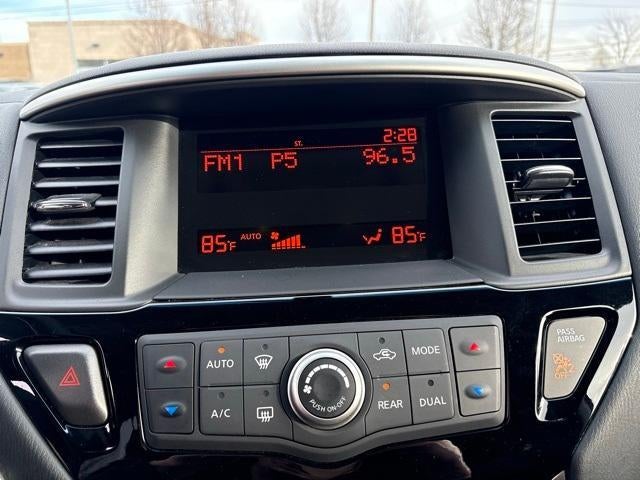 ST. 2:28
FM1 P5 96.5
85°F AUTO 85°F
AUTO
MODE
A/C
PUSH ON·OFF
REAR
DUAL
PASS
AIRBAG
OFF